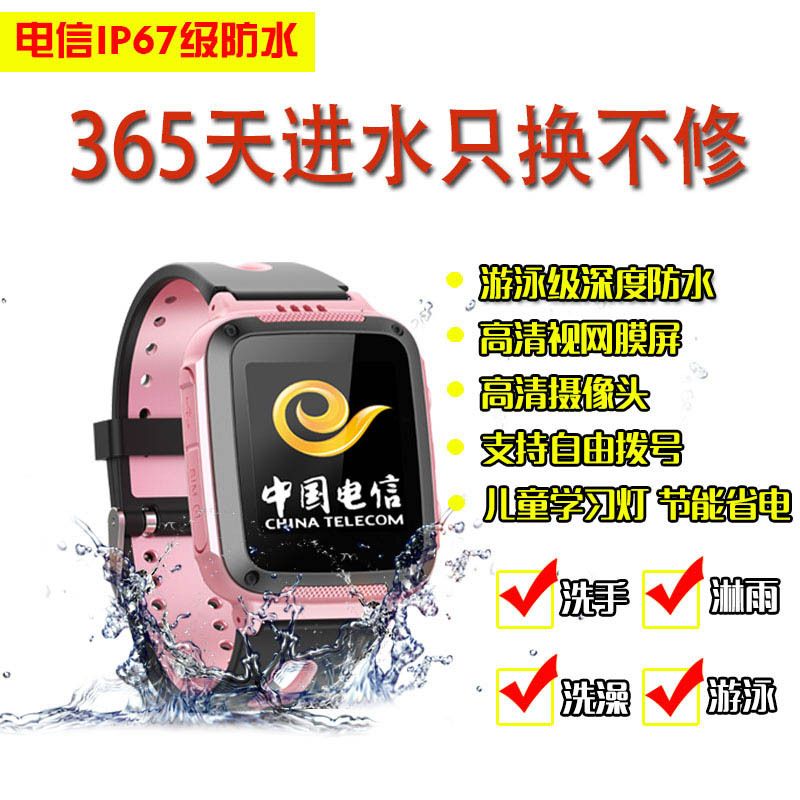 电信IP67级防水
365天进水只换不修
游泳级深度防水
高清视网膜屏
高清摄像头
支持自由拨号
儿童学习灯 节能省电
中国电信
CHINA TELECOM
洗手
淋雨
洗澡
游泳